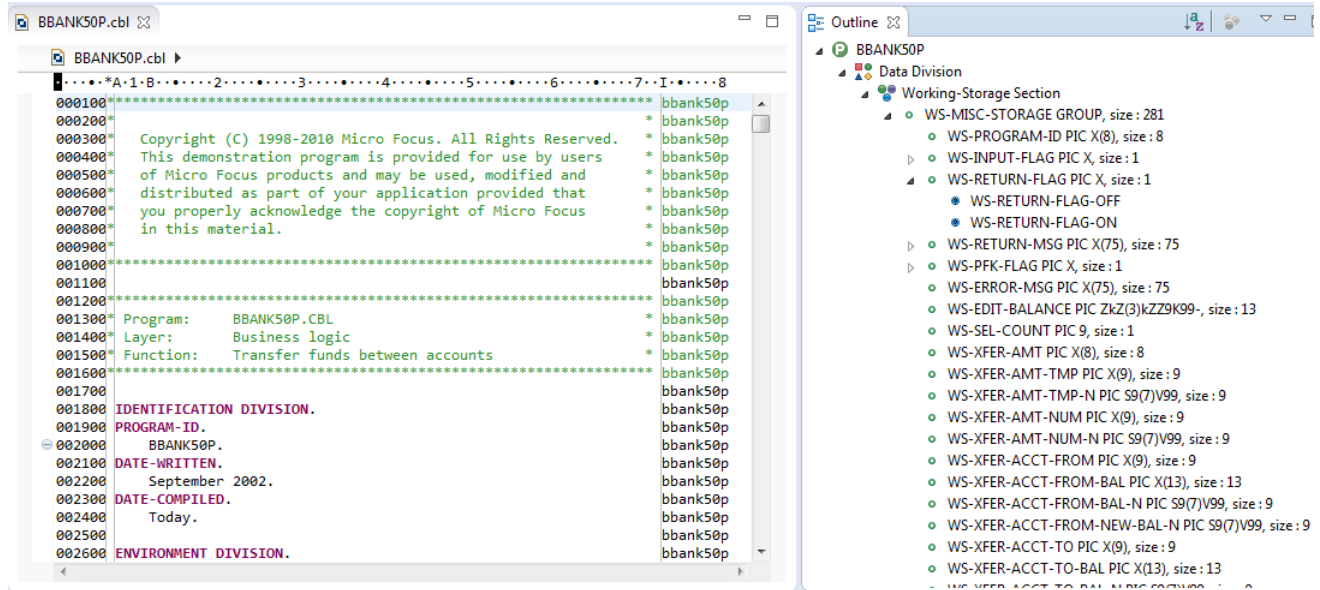 BBANK50P.cbl
BBANK50P.cbl
····•·*A·1·B··•····2····•····3····•····4····•····5····•····6····•····7··I·•····8
000100***************************************************************** bbank50p
000200*                                                               * bbank50p
000300*   Copyright (C) 1998-2010 Micro Focus. All Rights Reserved.   * bbank50p
000400*   This demonstration program is provided for use by users     * bbank50p
000500*   of Micro Focus products and may be used, modified and       * bbank50p
000600*   distributed as part of your application provided that       * bbank50p
000700*   you properly acknowledge the copyright of Micro Focus       * bbank50p
000800*   in this material.                                           * bbank50p
000900*                                                               * bbank50p
001000***************************************************************** bbank50p
001100                                                                  bbank50p
001200***************************************************************** bbank50p
001300* Program:     BBANK50P.CBL                                     * bbank50p
001400* Layer:       Business logic                                   * bbank50p
001500* Function:    Transfer funds between accounts                  * bbank50p
001600***************************************************************** bbank50p
001700                                                                  bbank50p
001800 IDENTIFICATION DIVISION.                                         bbank50p
001900 PROGRAM-ID.                                                      bbank50p
002000     BBANK50P.                                                    bbank50p
002100 DATE-WRITTEN.                                                    bbank50p
002200     September 2002.                                              bbank50p
002300 DATE-COMPILED.                                                   bbank50p
002400     Today.                                                       bbank50p
002500                                                                  bbank50p
002600 ENVIRONMENT DIVISION.                                            bbank50p
Outline
BBANK50P
Data Division
Working-Storage Section
WS-MISC-STORAGE GROUP, size : 281
WS-PROGRAM-ID PIC X(8), size : 8
WS-INPUT-FLAG PIC X, size : 1
WS-RETURN-FLAG PIC X, size : 1
WS-RETURN-FLAG-OFF
WS-RETURN-FLAG-ON
WS-RETURN-MSG PIC X(75), size : 75
WS-PFK-FLAG PIC X, size : 1
WS-ERROR-MSG PIC X(75), size : 75
WS-EDIT-BALANCE PIC ZkZ(3)kZZ9K99-, size : 13
WS-SEL-COUNT PIC 9, size : 1
WS-XFER-AMT PIC X(8), size : 8
WS-XFER-AMT-TMP PIC X(9), size : 9
WS-XFER-AMT-TMP-N PIC S9(7)V99, size : 9
WS-XFER-AMT-NUM PIC X(9), size : 9
WS-XFER-AMT-NUM-N PIC S9(7)V99, size : 9
WS-XFER-ACCT-FROM PIC X(9), size : 9
WS-XFER-ACCT-FROM-BAL PIC X(13), size : 13
WS-XFER-ACCT-FROM-BAL-N PIC S9(7)V99, size : 9
WS-XFER-ACCT-FROM-NEW-BAL-N PIC S9(7)V99, size : 9
WS-XFER-ACCT-TO PIC X(9), size : 9
WS-XFER-ACCT-TO-BAL PIC X(13), size : 13